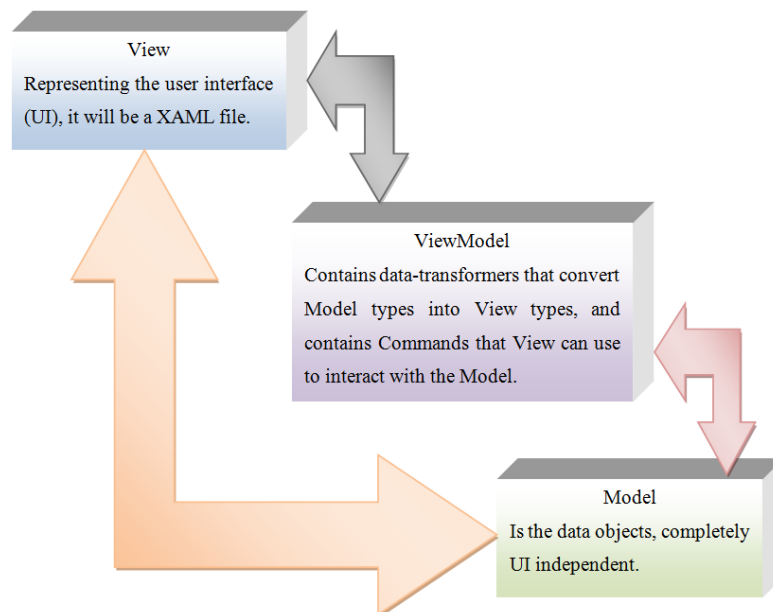 View
Representing the user interface
(UI), it will be a XAML file.
ViewModel
Contains data-transformers that convert
Model types into View types, and
contains Commands that View can use
to interact with the Model.
Model
Is the data objects, completely
UI independent.